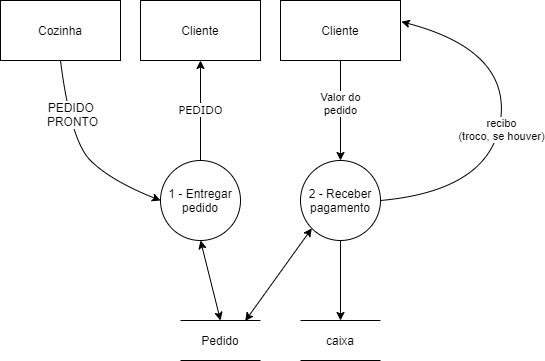 Cozinha
Cliente
Cliente
PEDIDO
PRONTO
PEDIDO
Valor do
pedido
recibo
(troco, se houver)
1 - Entregar
pedido
2 - Receber
pagamento
Pedido
caixa